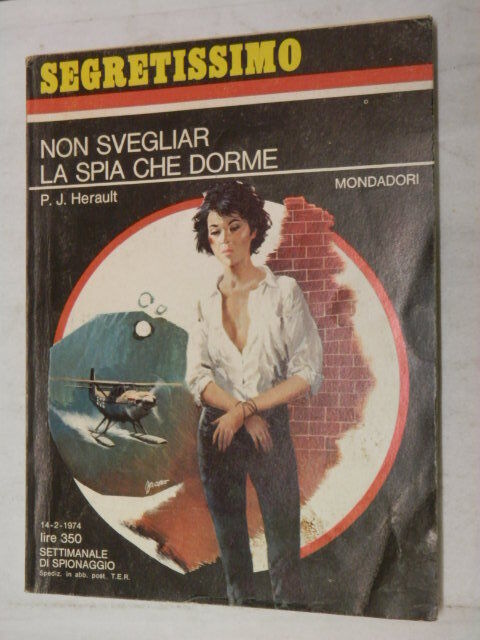 SEGRETISSIMO
NON SVEGLIAR
LA SPIA CHE DORME
P. J. Herault
MONDADORI
14-2-1974
lire 350
SETTIMANALE
DI SPIONAGGIO
Spediz. in abb. post. T.E.R.